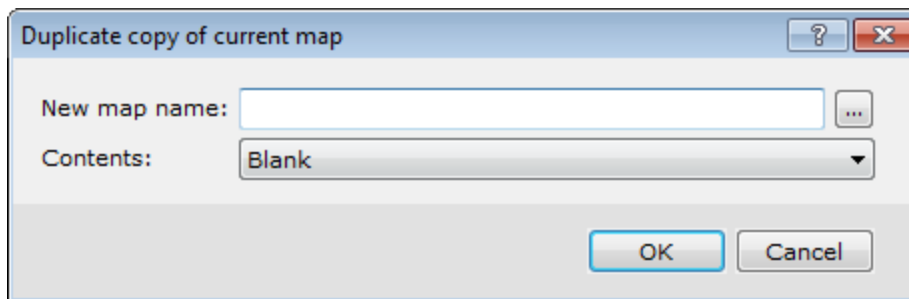 Duplicate copy of current map
New map name: ...
Contents: Blank
OK Cancel